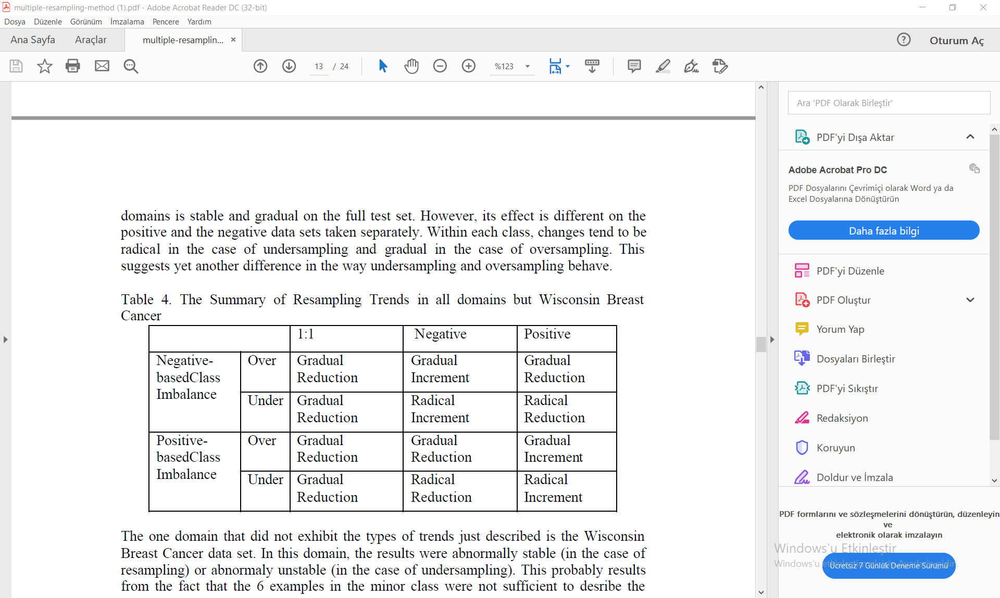 multiple-resampling-method (1).pdf - Adobe Acrobat Reader DC (32-bit)
Dosya Düzenle Görünüm İmzalama Pencere Yardım
Ana Sayfa Araçlar multiple-resamplin... × ? Oturum Aç
13 / 24 %123
Ara 'PDF Olarak Birleştir'
PDF'yi Dışa Aktar
Adobe Acrobat Pro DC
PDF Dosyalarını Çevrimiçi olarak Word ya da
Excel Dosyalarına Dönüştürün
Daha fazla bilgi
PDF'yi Düzenle
PDF Oluştur
Yorum Yap
Dosyaları Birleştir
PDF'yi Sıkıştır
Redaksiyon
Koruyun
Doldur ve İmzala
PDF formlarını ve sözleşmelerini dönüştürün, düzenleyin
ve
elektronik olarak imzalayın
Windows'u Etkinleştir
Windows'u etkinleştirmek için Ayarlar'a gidin.
Ücretsiz 7 Günlük Deneme Sürümü
domains is stable and gradual on the full test set. However, its effect is different on the
positive and the negative data sets taken separately. Within each class, changes tend to be
radical in the case of undersampling and gradual in the case of oversampling. This
suggests yet another difference in the way undersampling and oversampling behave.
Table 4. The Summary of Resampling Trends in all domains but Wisconsin Breast
Cancer
1:1 Negative Positive
Negative- Over Gradual Gradual Gradual
basedClass Reduction Increment Reduction
Imbalance
Under Gradual Radical Radical
Reduction Increment Reduction
Positive- Over Gradual Gradual Gradual
basedClass Reduction Reduction Increment
Imbalance
Under Gradual Radical Radical
Reduction Reduction Increment
The one domain that did not exhibit the types of trends just described is the Wisconsin
Breast Cancer data set. In this domain, the results were abnormally stable (in the case of
resampling) or abnormaly unstable (in the case of undersampling). This probably results
from the fact that the 6 examples in the minor class were not sufficient to desribe the